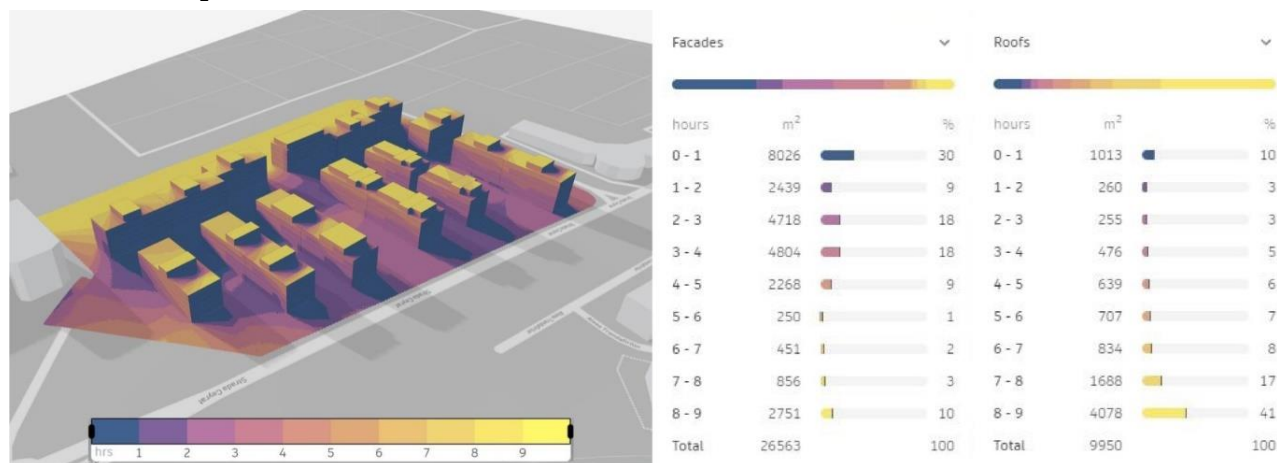 Facades
hours m² %
0 - 1 8026 30
1 - 2 2439 9
2 - 3 4718 18
3 - 4 4804 18
4 - 5 2268 9
5 - 6 250 1
6 - 7 451 2
7 - 8 856 3
8 - 9 2751 10
Total 26563 100
Roofs
hours m² %
0 - 1 1013 10
1 - 2 260 3
2 - 3 255 3
3 - 4 476 5
4 - 5 639 6
5 - 6 707 7
6 - 7 834 8
7 - 8 1688 17
8 - 9 4078 41
Total 9950 100
Strada Ceyrat
Strada Ceyrat
hrs 1 2 3 4 5 6 7 8 9